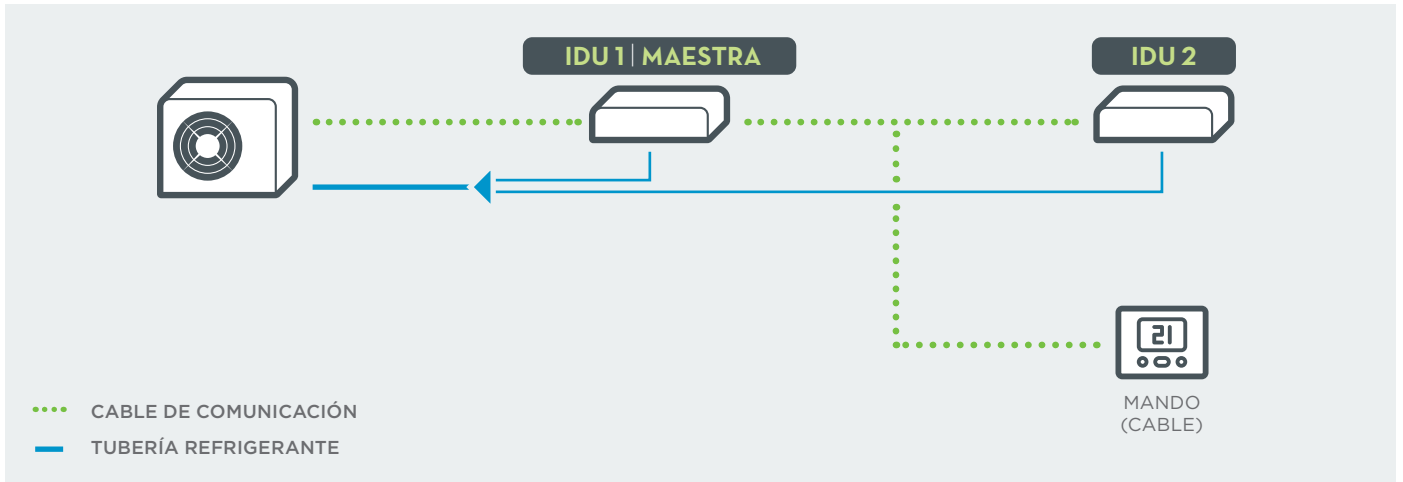 IDU 1 | MAESTRA
IDU 2
21
MANDO
(CABLE)
CABLE DE COMUNICACIÓN
TUBERÍA REFRIGERANTE